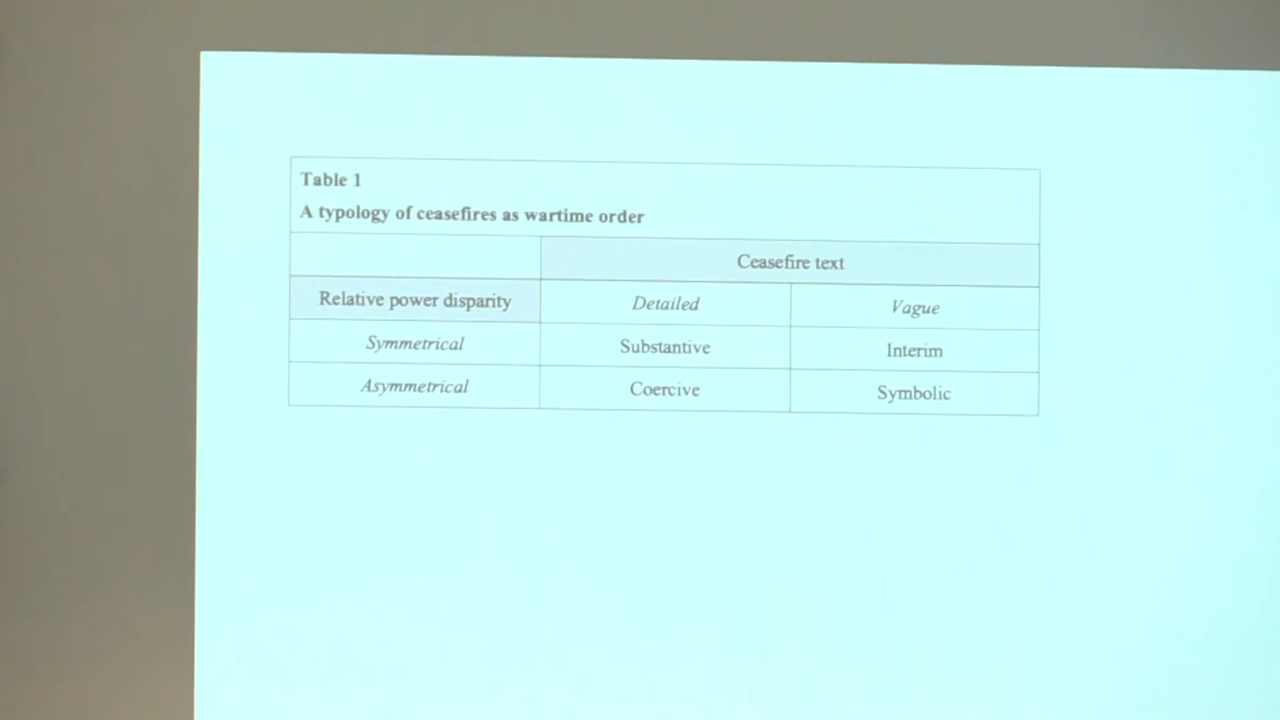 Table 1
A typology of ceasefires as wartime order
Ceasefire text
Relative power disparity Detailed Vague
Symmetrical Substantive Interim
Asymmetrical Coercive Symbolic